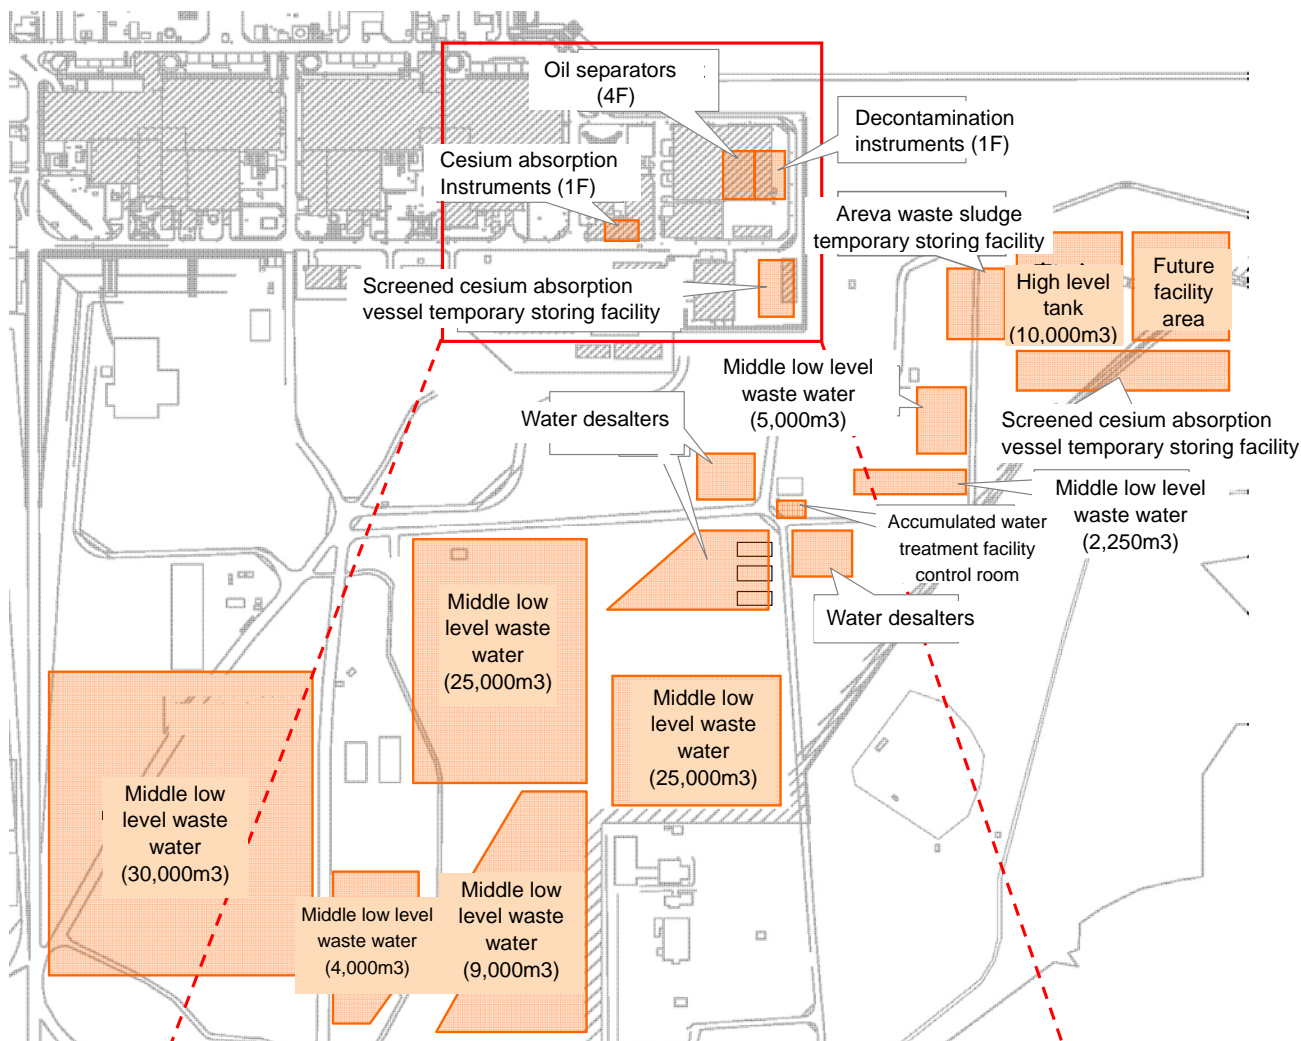 Oil separators
(4F)
Decontamination
instruments (1F)
Cesium absorption
Instruments (1F)
Areva waste sludge
temporary storing facility
High level
tank
(10,000m3)
Future
facility
area
Screened cesium absorption
vessel temporary storing facility
Middle low level
waste water
(5,000m3)
Water desalters
Screened cesium absorption
vessel temporary storing facility
Middle low level
waste water
(2,250m3)
Accumulated water
treatment facility
control room
Water desalters
Middle low
level waste
water
(25,000m3)
Middle low
level waste
water
(25,000m3)
Middle low
level waste
water
(30,000m3)
Middle low level
waste water
(4,000m3)
Middle low
level waste
water
(9,000m3)